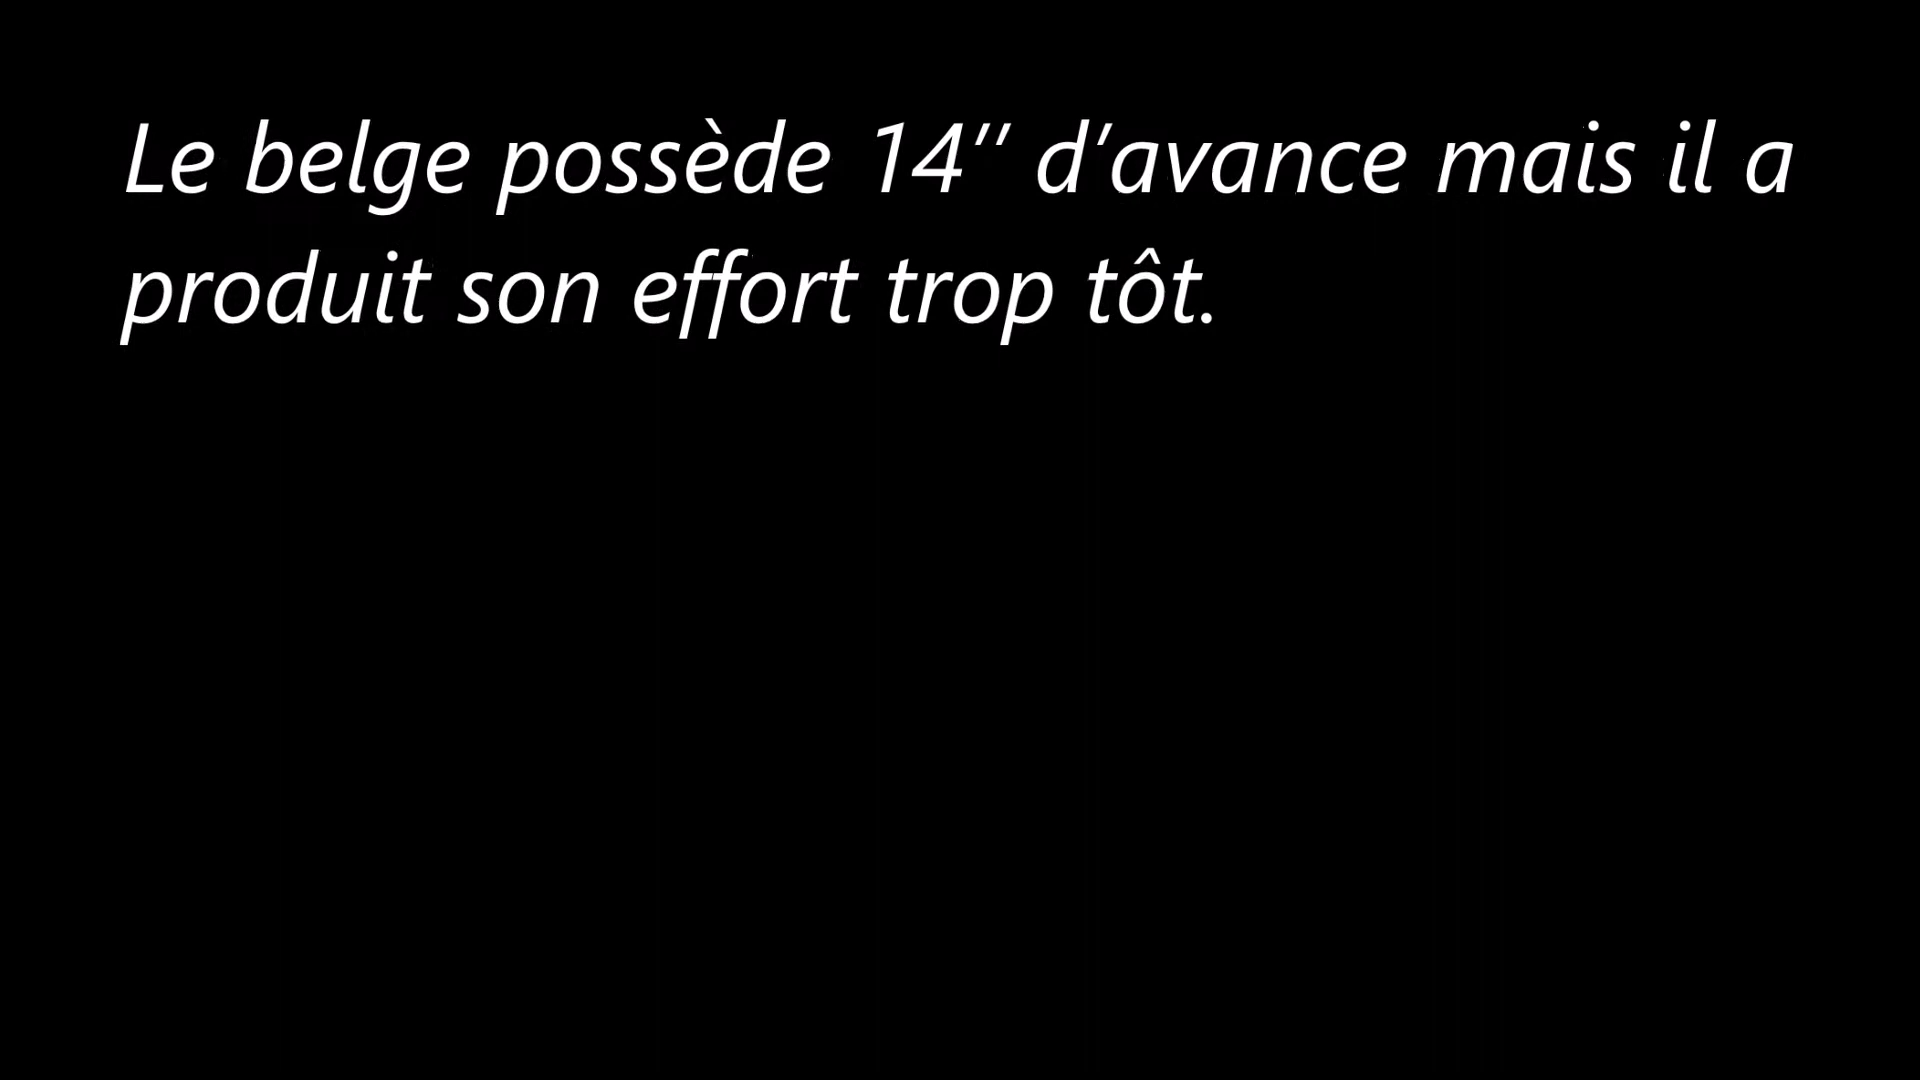 Le belge possède 14’’ d’avance mais il a
produit son effort trop tôt.